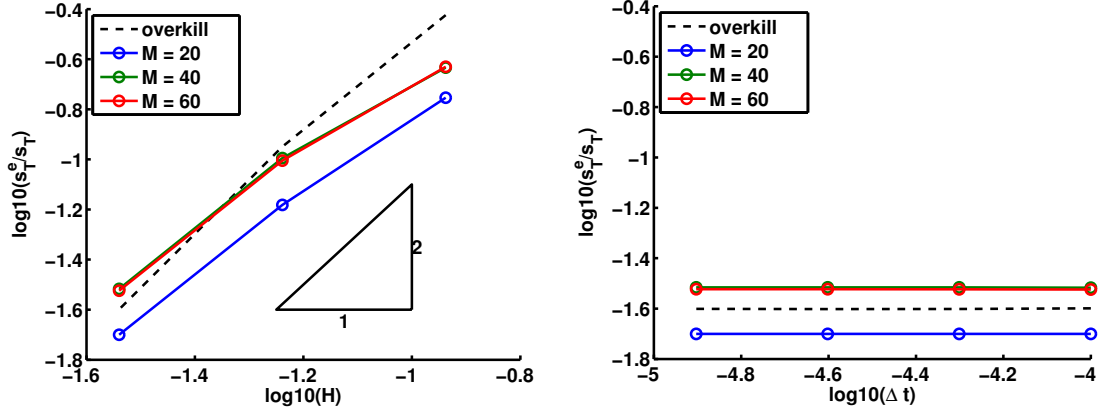 −0.4
−0.6
−0.8
−1
−1.2
−1.4
−1.6
−1.8
log10(s_T^e/s_T)
overkill
M = 20
M = 40
M = 60
2
1
−1.6
−1.4
−1.2
−1
−0.8
log10(H)
−0.4
−0.6
−0.8
−1
−1.2
−1.4
−1.6
−1.8
log10(s_T^e/s_T)
overkill
M = 20
M = 40
M = 60
−5
−4.8
−4.6
−4.4
−4.2
−4
log10(Δ t)